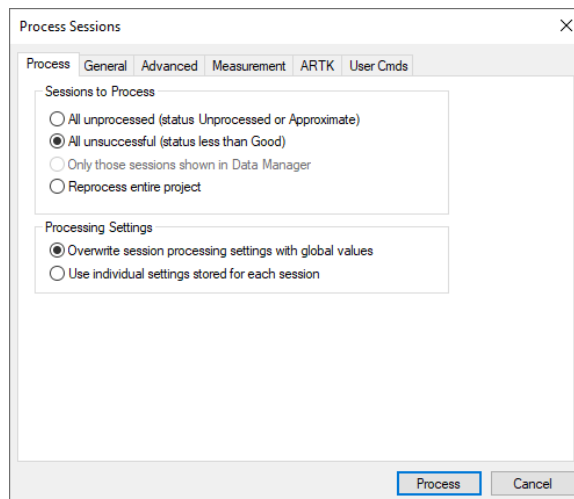 Process Sessions
Process General Advanced Measurement ARTK User Cmds
Sessions to Process
All unprocessed (status Unprocessed or Approximate)
All unsuccessful (status less than Good)
Only those sessions shown in Data Manager
Reprocess entire project
Processing Settings
Overwrite session processing settings with global values
Use individual settings stored for each session
Process Cancel